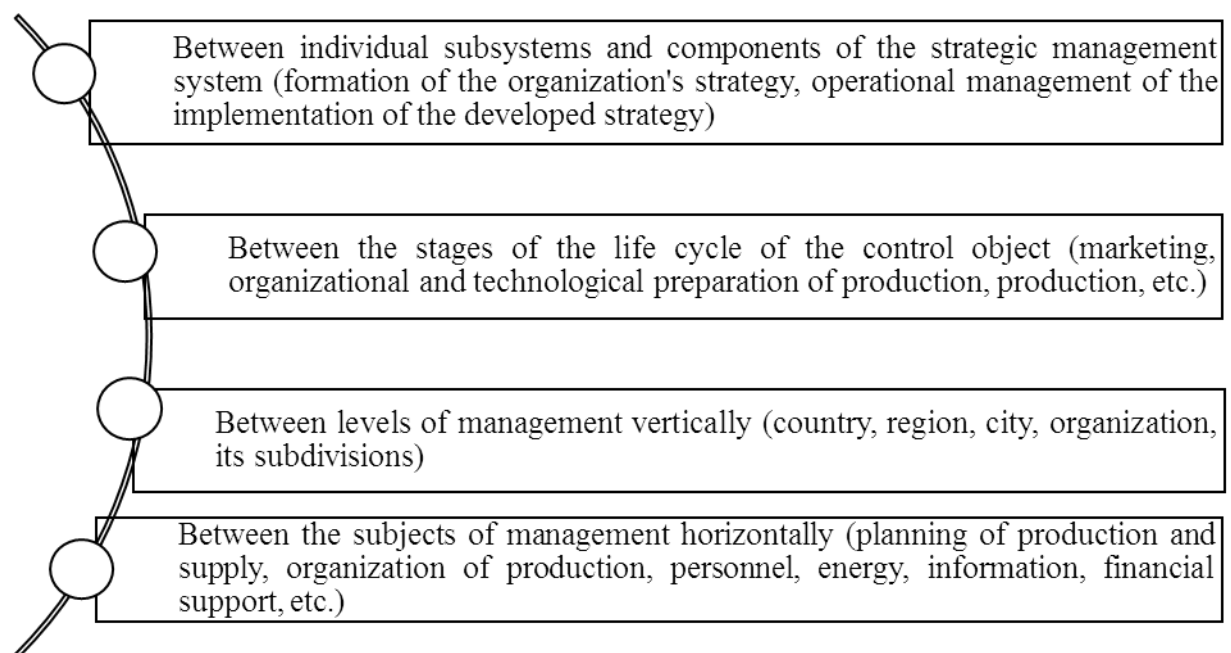 Between individual subsystems and components of the strategic management
system (formation of the organization's strategy, operational management of the
implementation of the developed strategy)
Between the stages of the life cycle of the control object (marketing,
organizational and technological preparation of production, production, etc.)
Between levels of management vertically (country, region, city, organization,
its subdivisions)
Between the subjects of management horizontally (planning of production and
supply, organization of production, personnel, energy, information, financial
support, etc.)